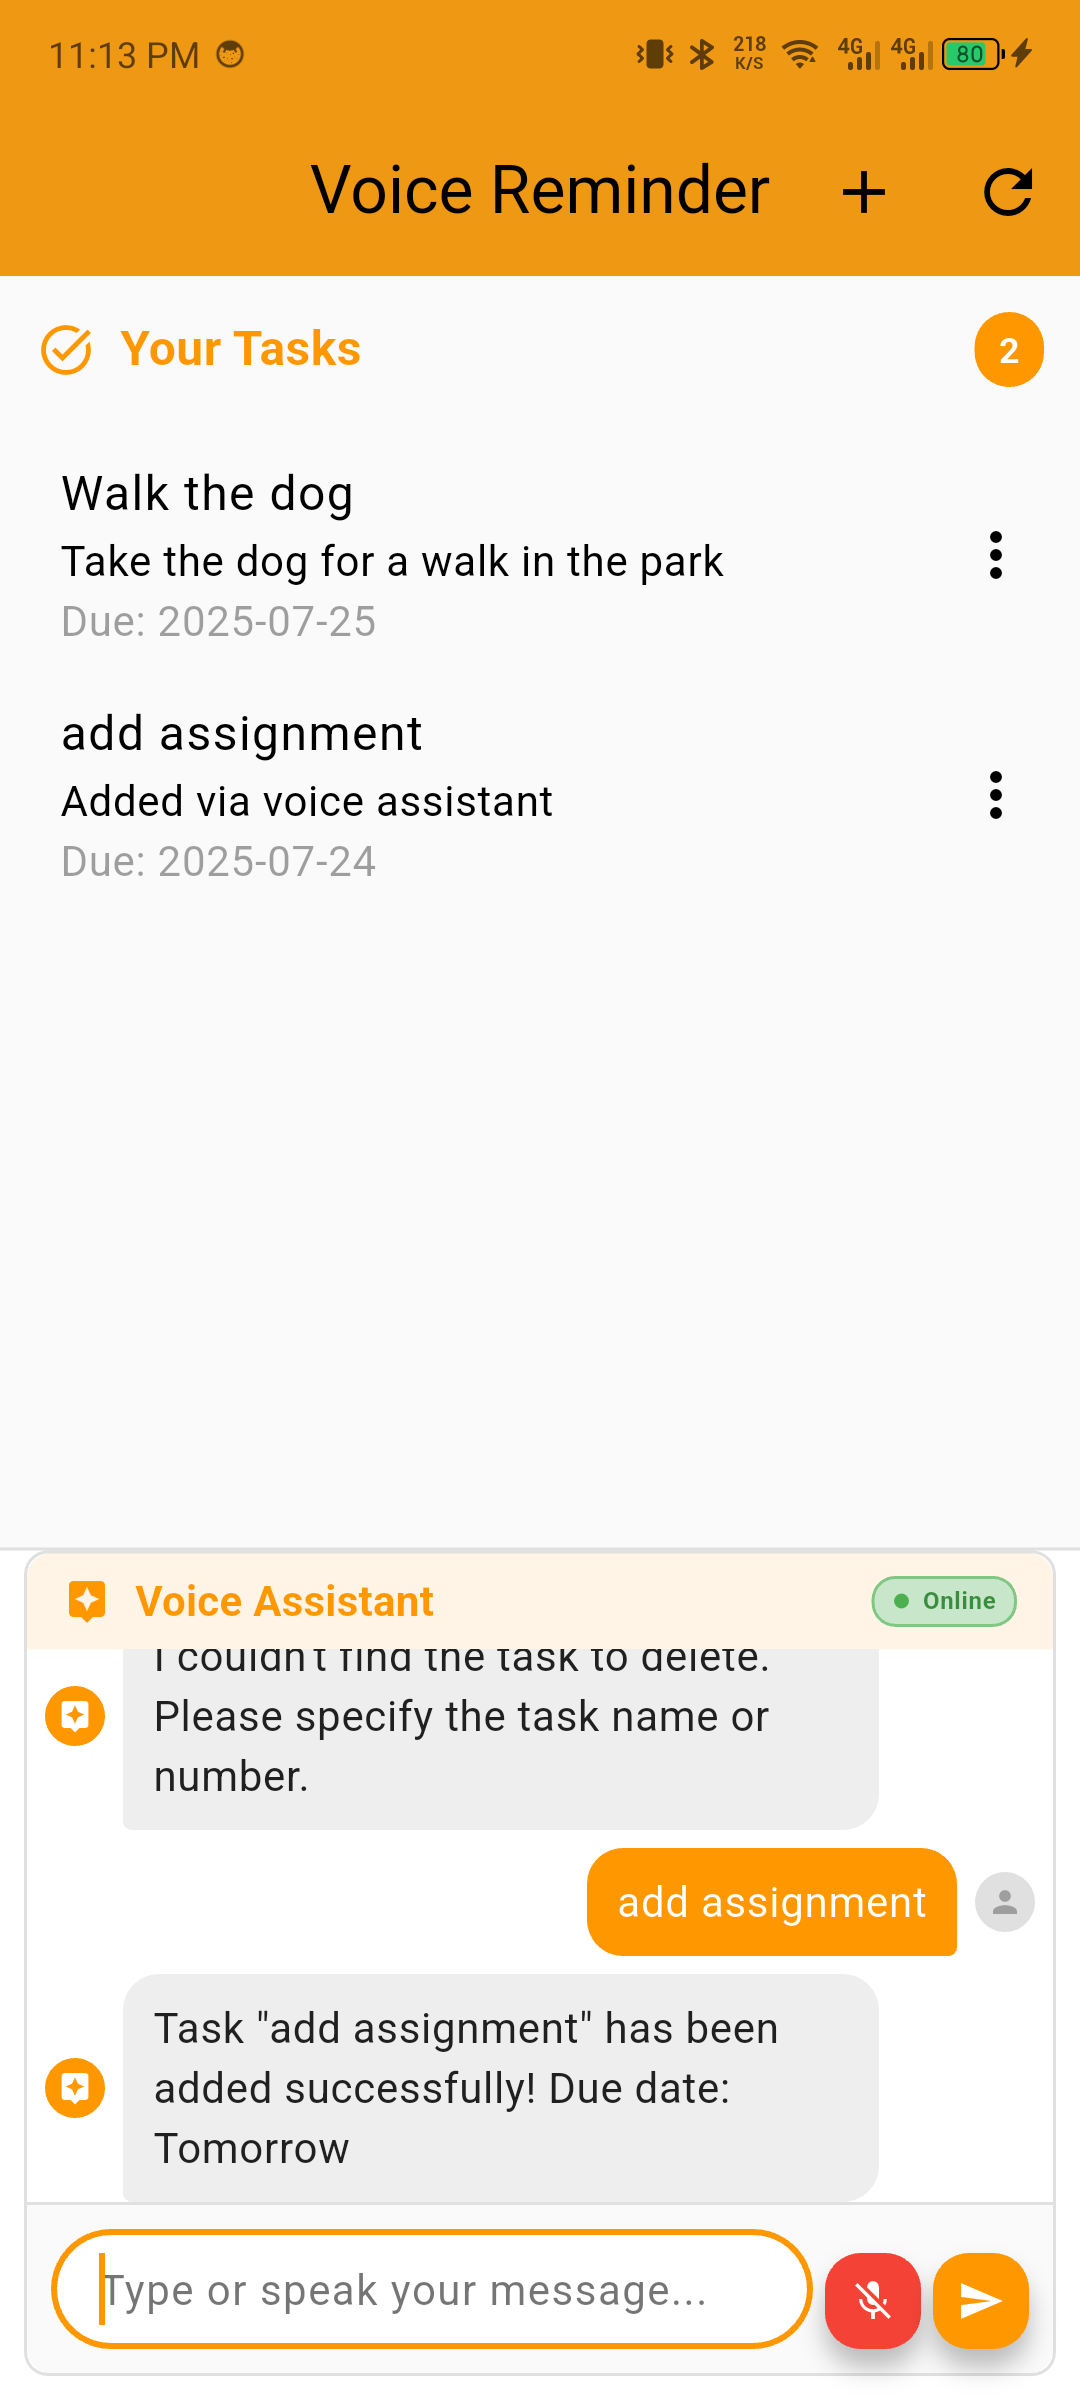 11:13 PM
218
K/S
4G
4G
80
Voice Reminder
Your Tasks
2
Walk the dog
Take the dog for a walk in the park
Due: 2025-07-25
add assignment
Added via voice assistant
Due: 2025-07-24
Voice Assistant
Online
I couldn't find the task to delete.
Please specify the task name or
number.
add assignment
Task "add assignment" has been
added successfully! Due date:
Tomorrow
Type or speak your message...